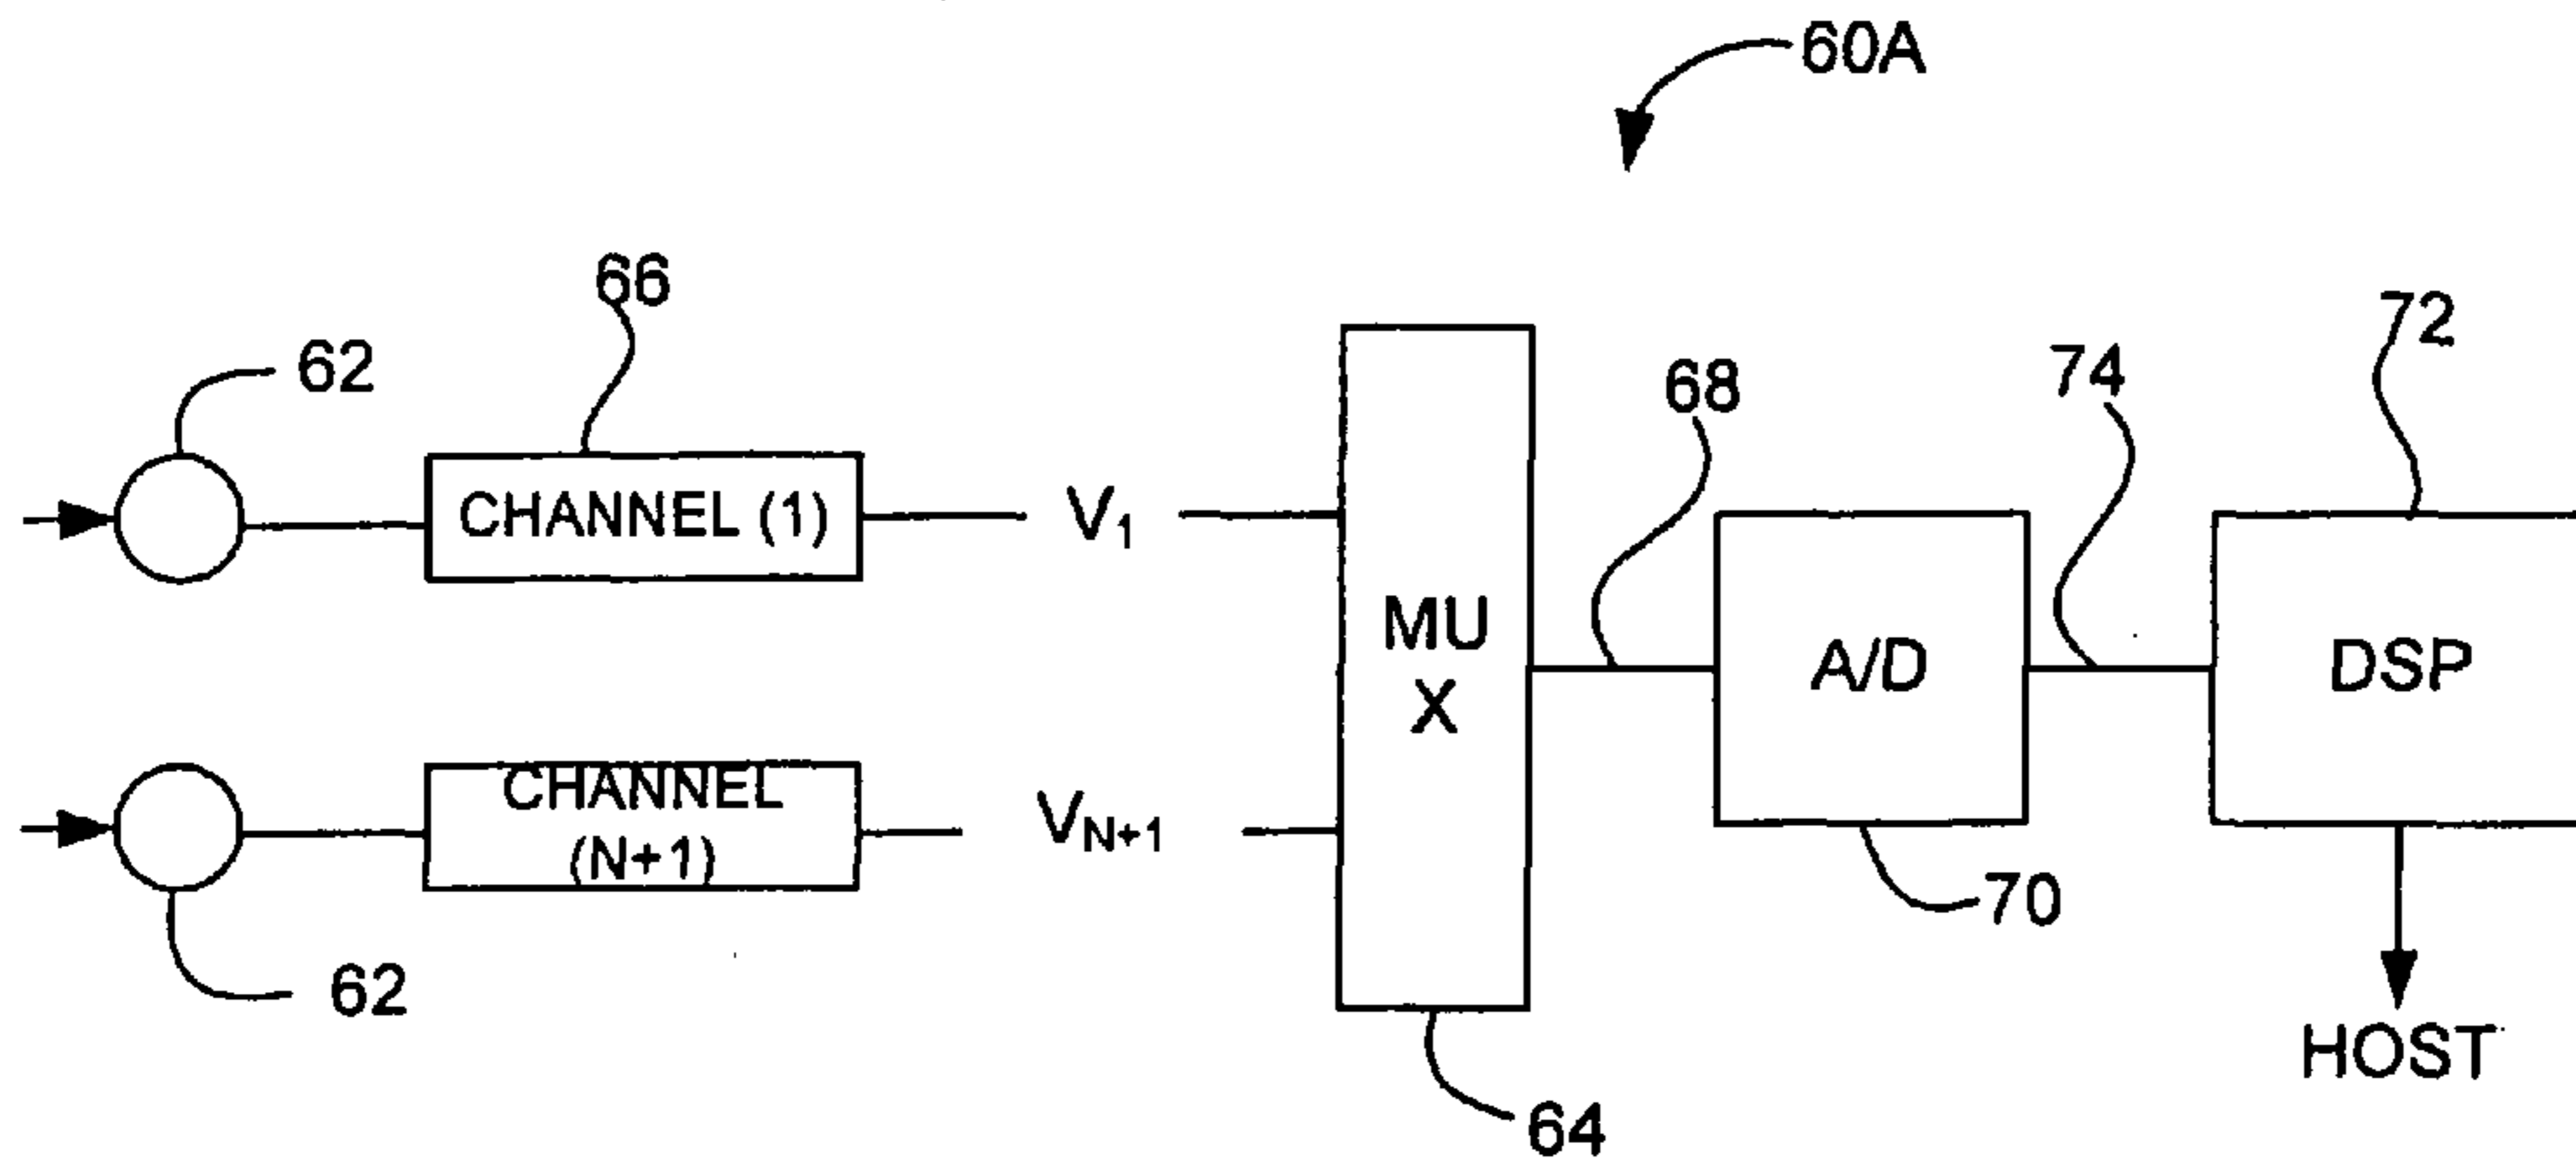 60A
66
62
72
74
68
CHANNEL (1)
V1
MU
X
A/D
DSP
CHANNEL
(N+1)
VN+1
70
62
HOST
64